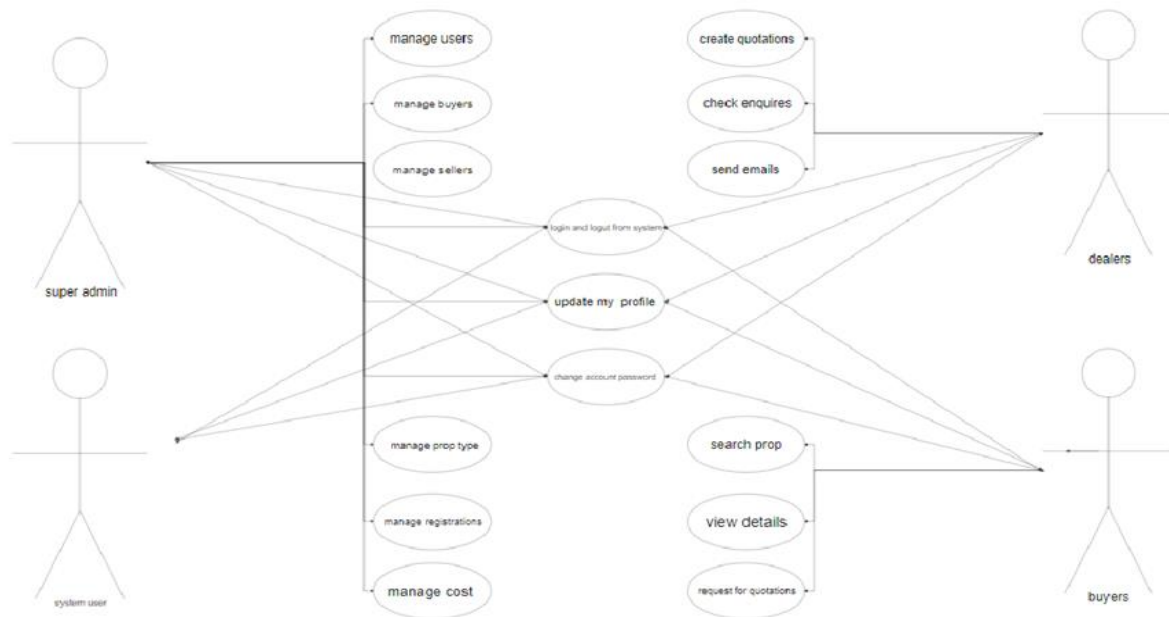 manage users
create quotations
manage buyers
check enquires
manage sellers
send emails
login and logut from system
dealers
super admin
update my profile
change account password
manage prop type
search prop
manage registrations
view details
manage cost
request for quotations
system user
buyers